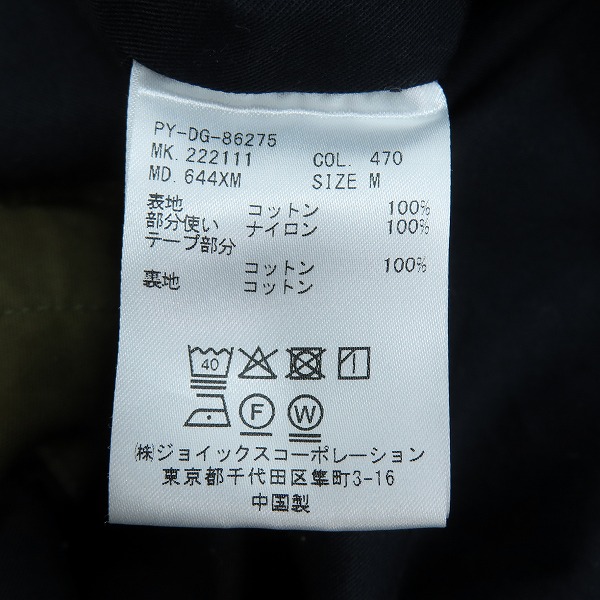 PY-DG-86275
MK. 222111 COL. 470
MD. 644XM SIZE M
表地 コットン 100%
部分使い ナイロン 100%
テープ部分
コットン 100%
裏地 コットン
40
F W
㈱ジョイックスコーポレーション
東京都千代田区隼町3-16
中国製